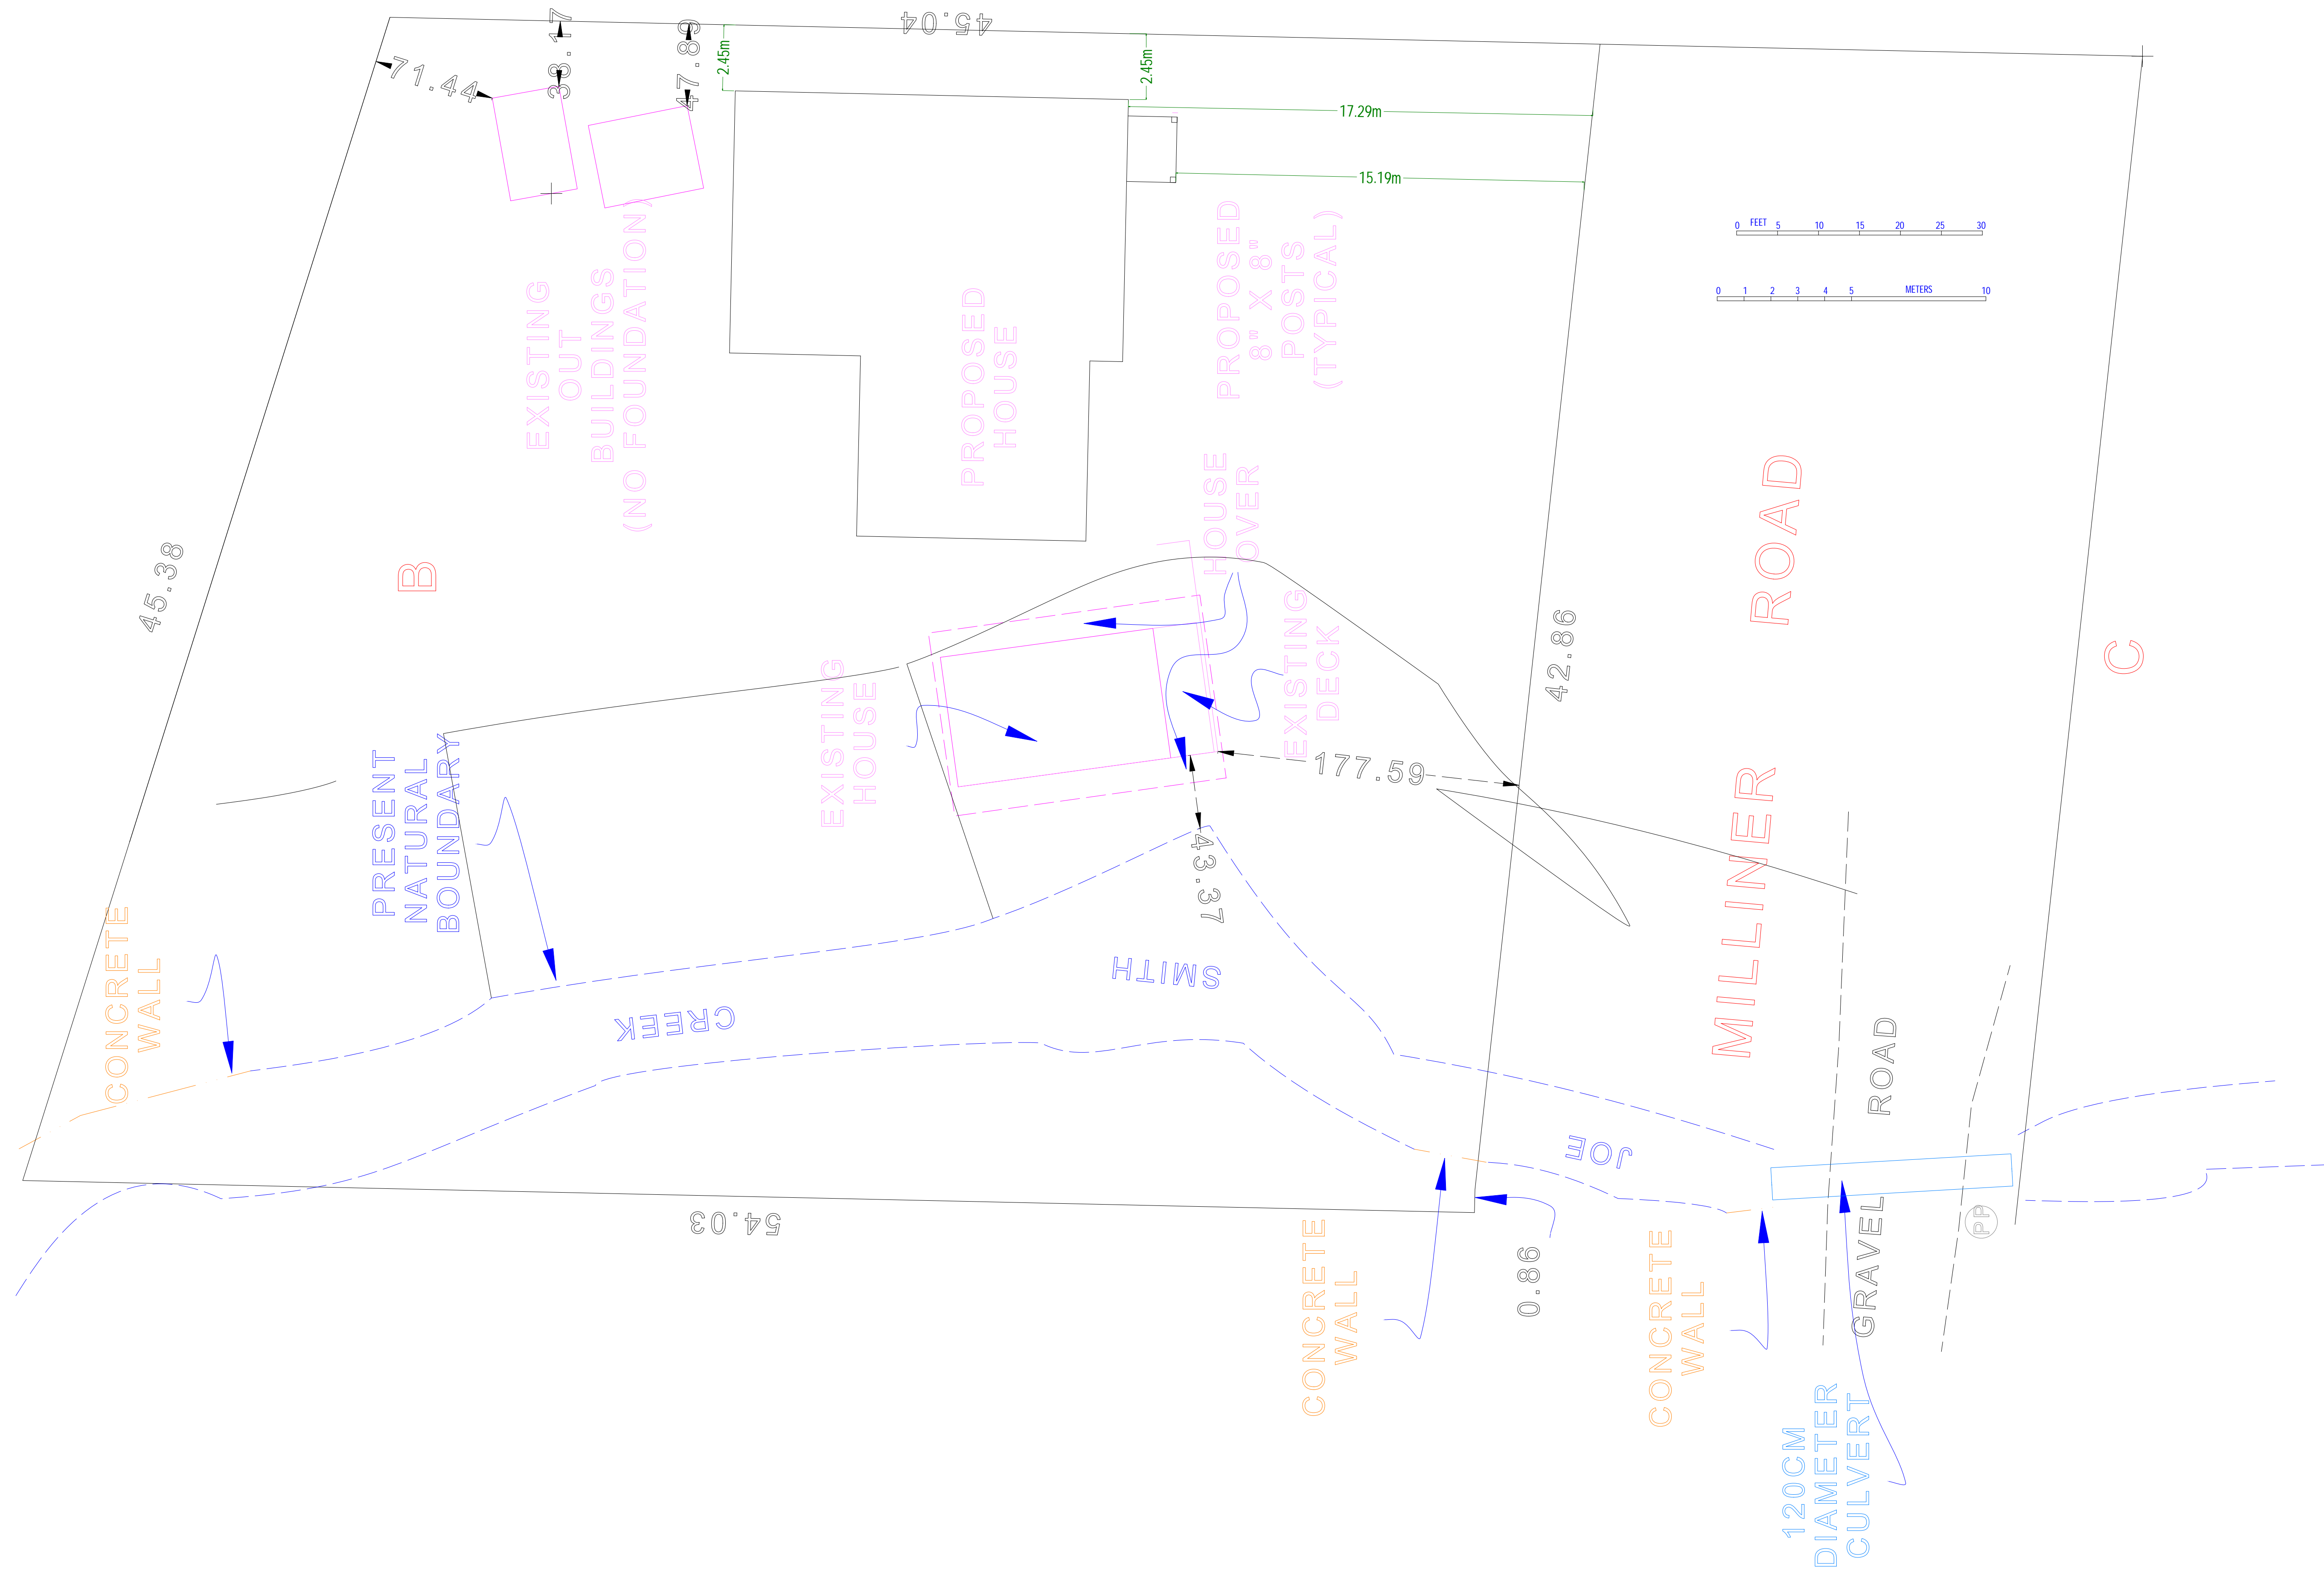 45.04
38.17
47.89
71.44
2.45m
2.45m
17.29m
15.19m
0 FEET 5 10 15 20 25 30
0 1 2 3 4 5 METERS 10
EXISTING
OUT
BUILDINGS
(NO FOUNDATION)
PROPOSED
HOUSE
PROPOSED
8" X 8"
POSTS
(TYPICAL)
HOUSE
OVER
EXISTING
DECK
EXISTING
HOUSE
B
45.38
42.86
177.59
43.37
MILLINER ROAD
C
PRESENT
NATURAL
BOUNDARY
CONCRETE
WALL
CREEK
SMITH
JOE
54.03
0.86
CONCRETE
WALL
CONCRETE
WALL
GRAVEL ROAD
PP
120CM
DIAMETER
CULVERT